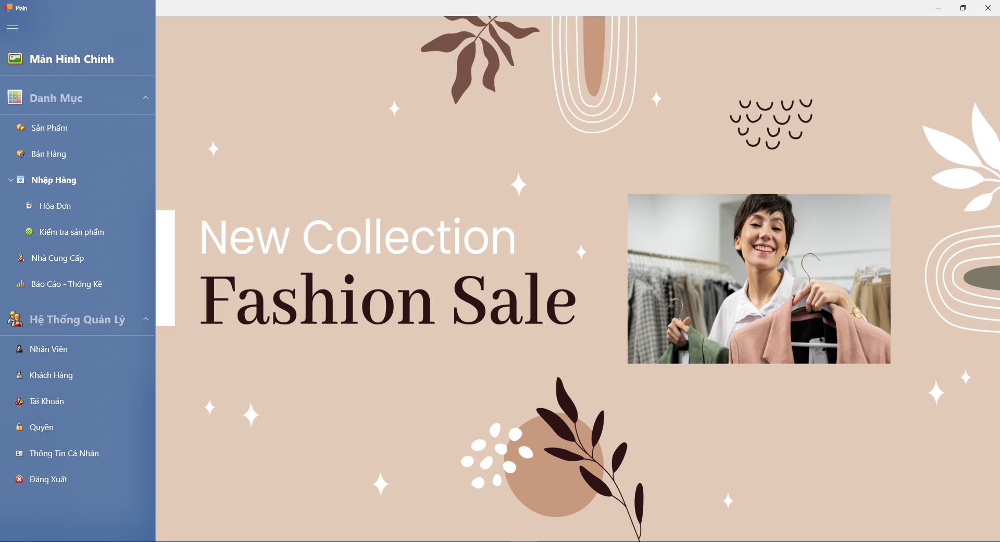 Main
Màn Hình Chính
Danh Mục
Sản Phẩm
Bán Hàng
Nhập Hàng
Hóa Đơn
Kiểm tra sản phẩm
Nhà Cung Cấp
Báo Cáo - Thống Kê
Hệ Thống Quản Lý
Nhân Viên
Khách Hàng
Tài Khoản
Quyền
Thông Tin Cá Nhân
Đăng Xuất
New Collection
Fashion Sale